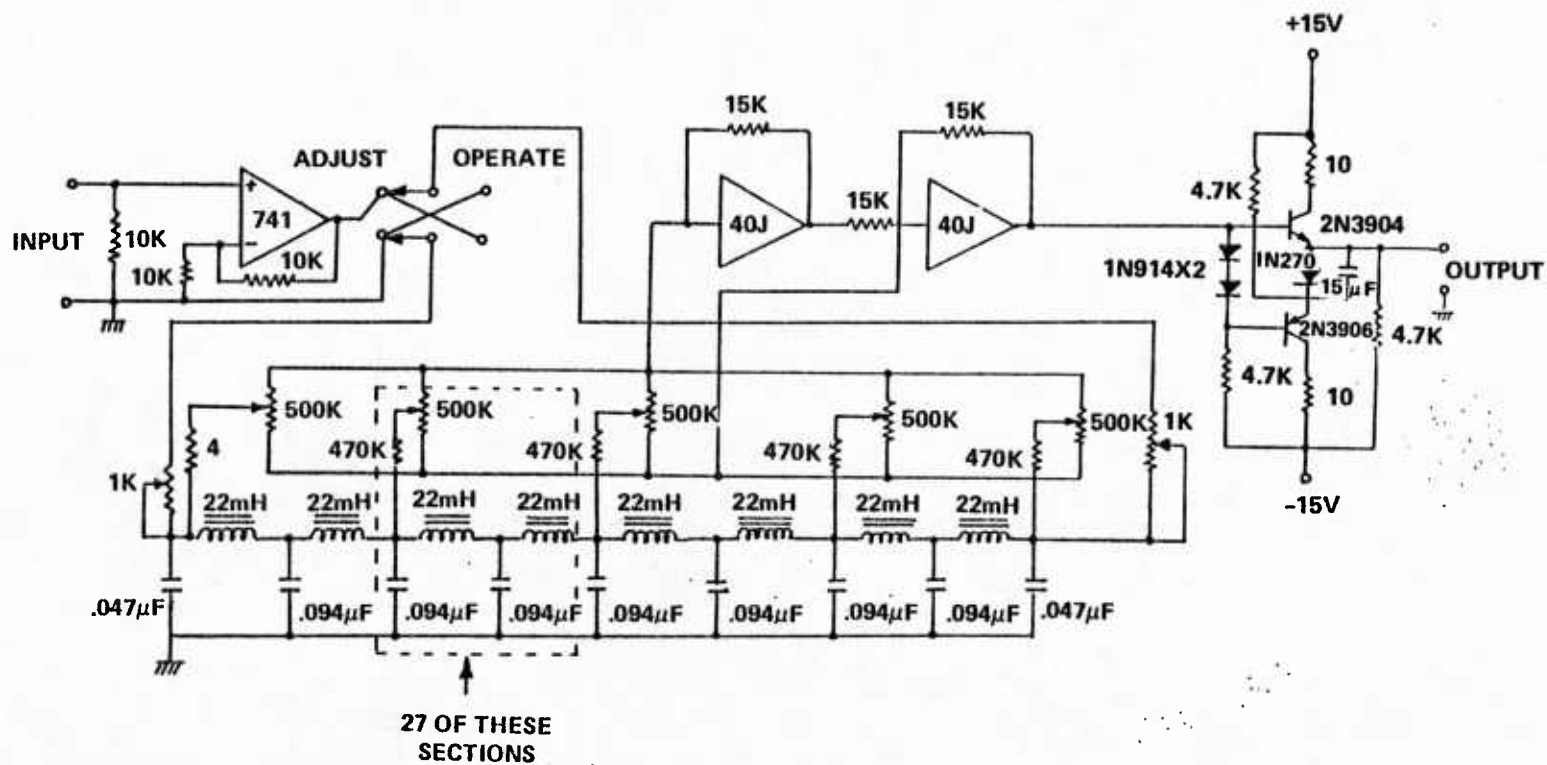 +15V
15K
15K
ADJUST
OPERATE
10
4.7K
+
741
−
15K
40J
40J
2N3904
INPUT
10K
10K
10K
1N914X2
IN270
15μF
OUTPUT
2N3906
4.7K
4.7K
10
500K
500K
500K
500K
500K
1K
4
470K
470K
470K
470K
1K
−15V
22mH
22mH
22mH
22mH
22mH
22mH
22mH
22mH
.047μF
.094μF
.094μF
.094μF
.094μF
.094μF
.094μF
.094μF
.047μF
27 OF THESE
SECTIONS